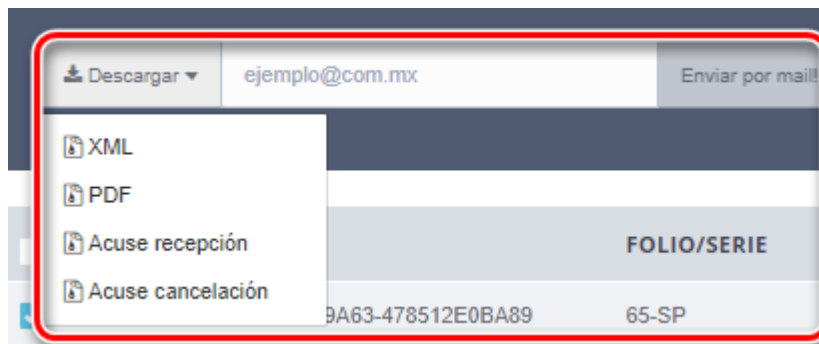 Descargar
ejemplo@com.mx
Enviar por mail!
XML
PDF
Acuse recepción
Acuse cancelación
FOLIO/SERIE
9A63-478512E0BA89
65-SP